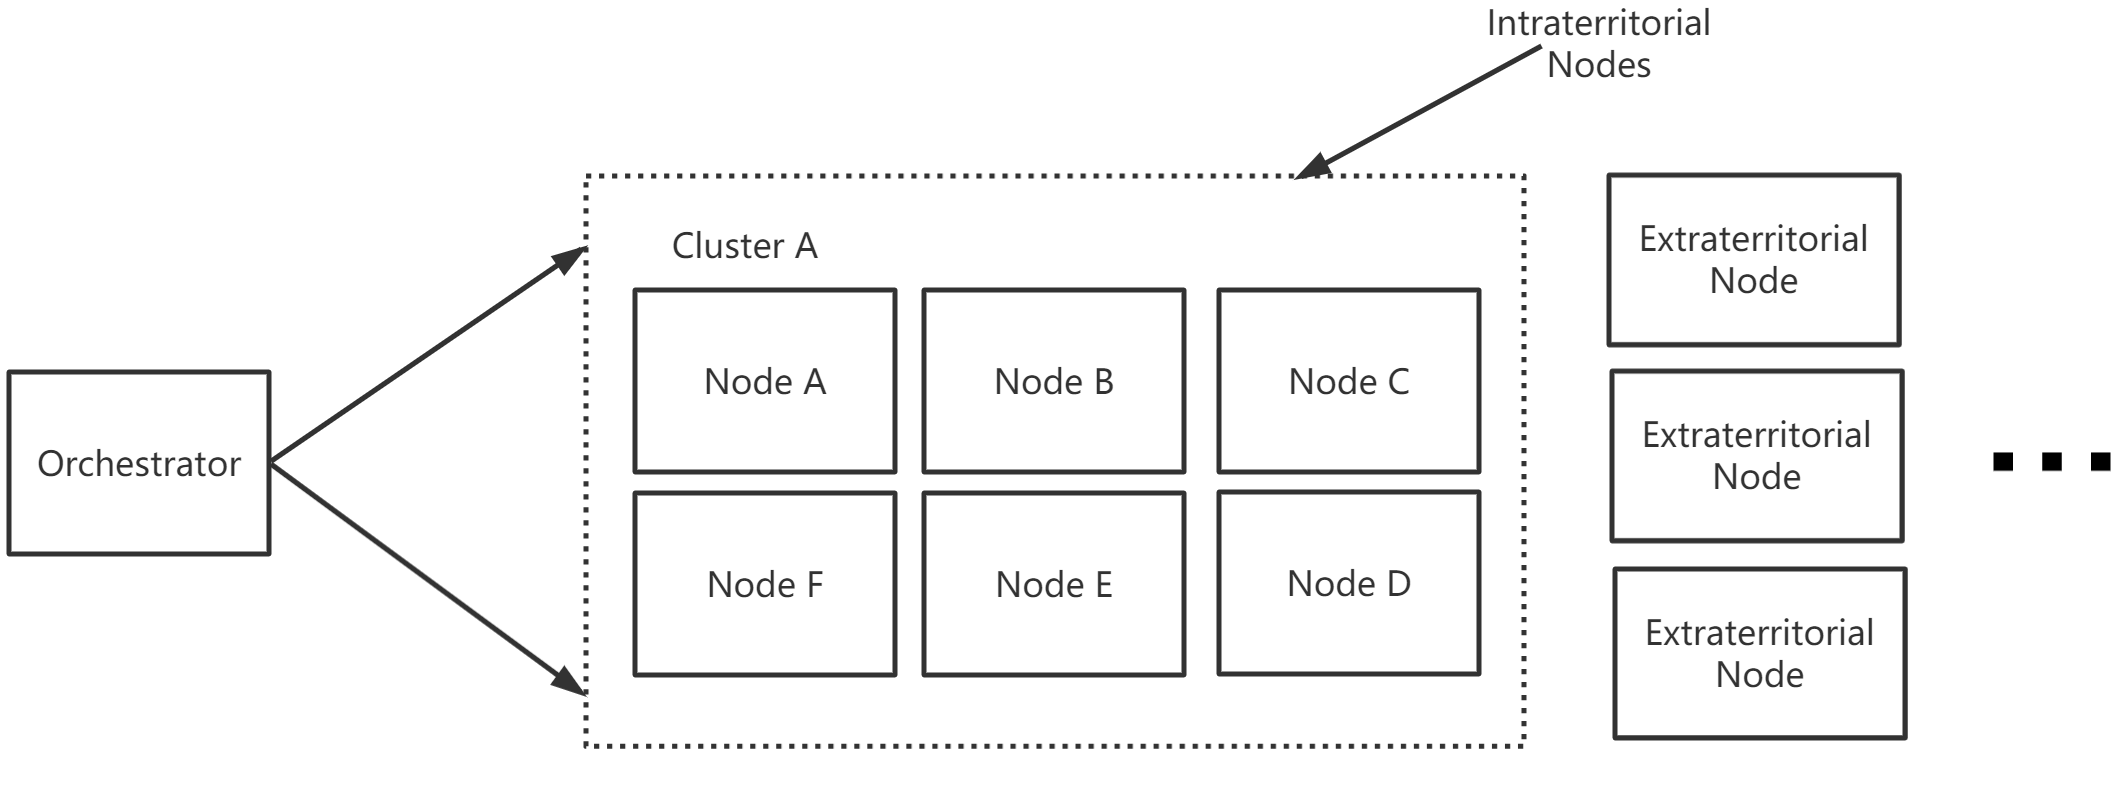 Intraterritorial
Nodes
Cluster A
Extraterritorial
Node
Node A
Node B
Node C
Orchestrator
Extraterritorial
Node
Node F
Node E
Node D
Extraterritorial
Node